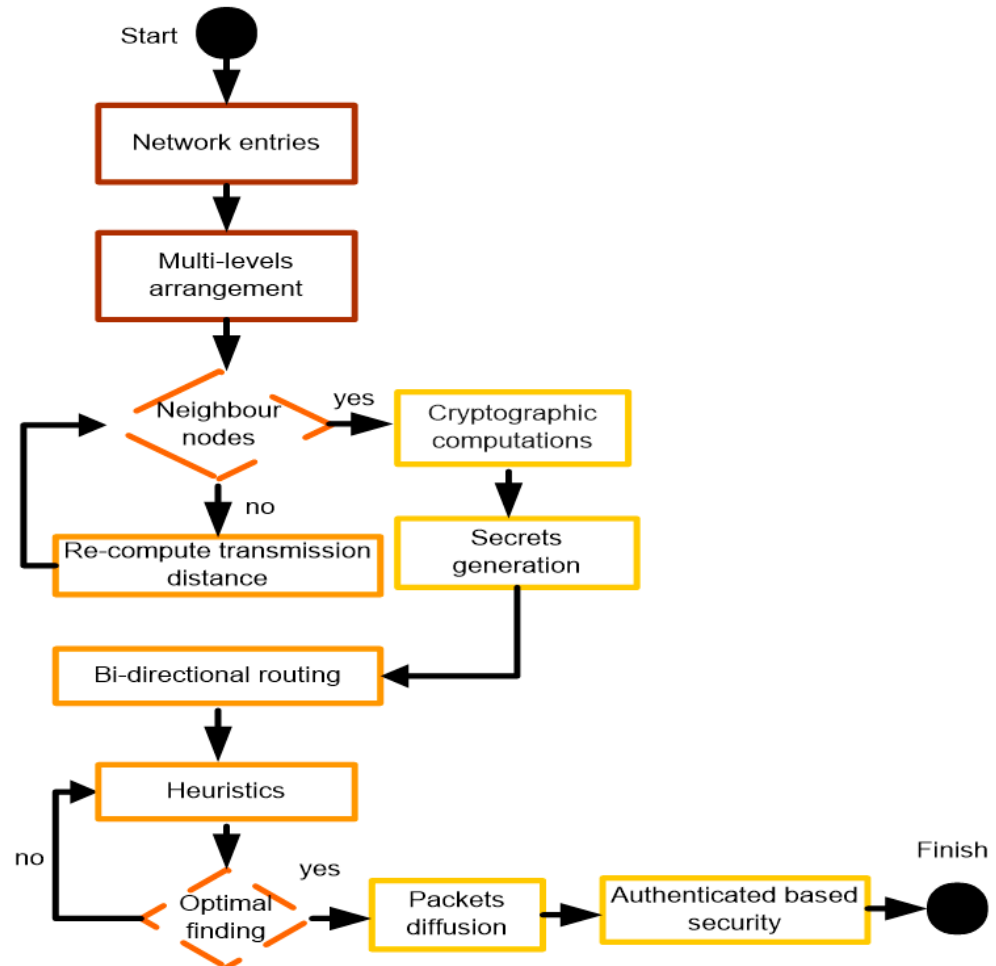 Start
Network entries
Multi-levels
arrangement
Neighbour
nodes
yes
Cryptographic
computations
no
Secrets
generation
Re-compute transmission
distance
Bi-directional routing
Heuristics
no
Optimal
finding
yes
Packets
diffusion
Authenticated based
security
Finish